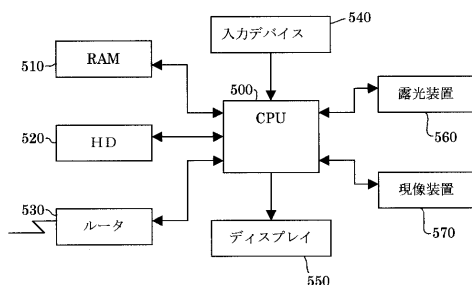 入力デバイス
540
510
RAM
500
CPU
露光装置
560
520
HD
530
ルータ
現像装置
570
ディスプレイ
550